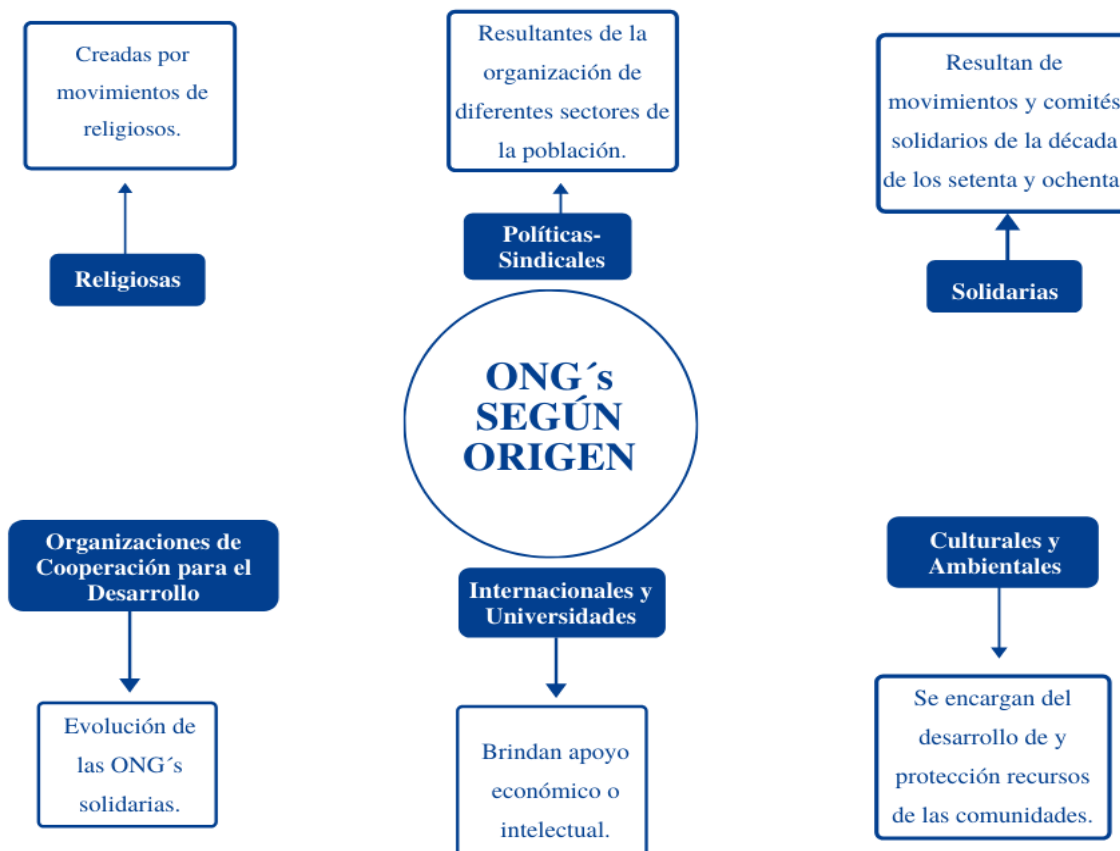 Creadas por
movimientos de
religiosos.
Religiosas
Resultantes de la
organización de
diferentes sectores de
la población.
Políticas-
Sindicales
Resultan de
movimientos y comités
solidarios de la década
de los setenta y ochenta
Solidarias
ONG´s
SEGÚN
ORIGEN
Organizaciones de
Cooperación para el
Desarrollo
Evolución de
las ONG´s
solidarias.
Internacionales y
Universidades
Brindan apoyo
económico o
intelectual.
Culturales y
Ambientales
Se encargan del
desarrollo de y
protección recursos
de las comunidades.